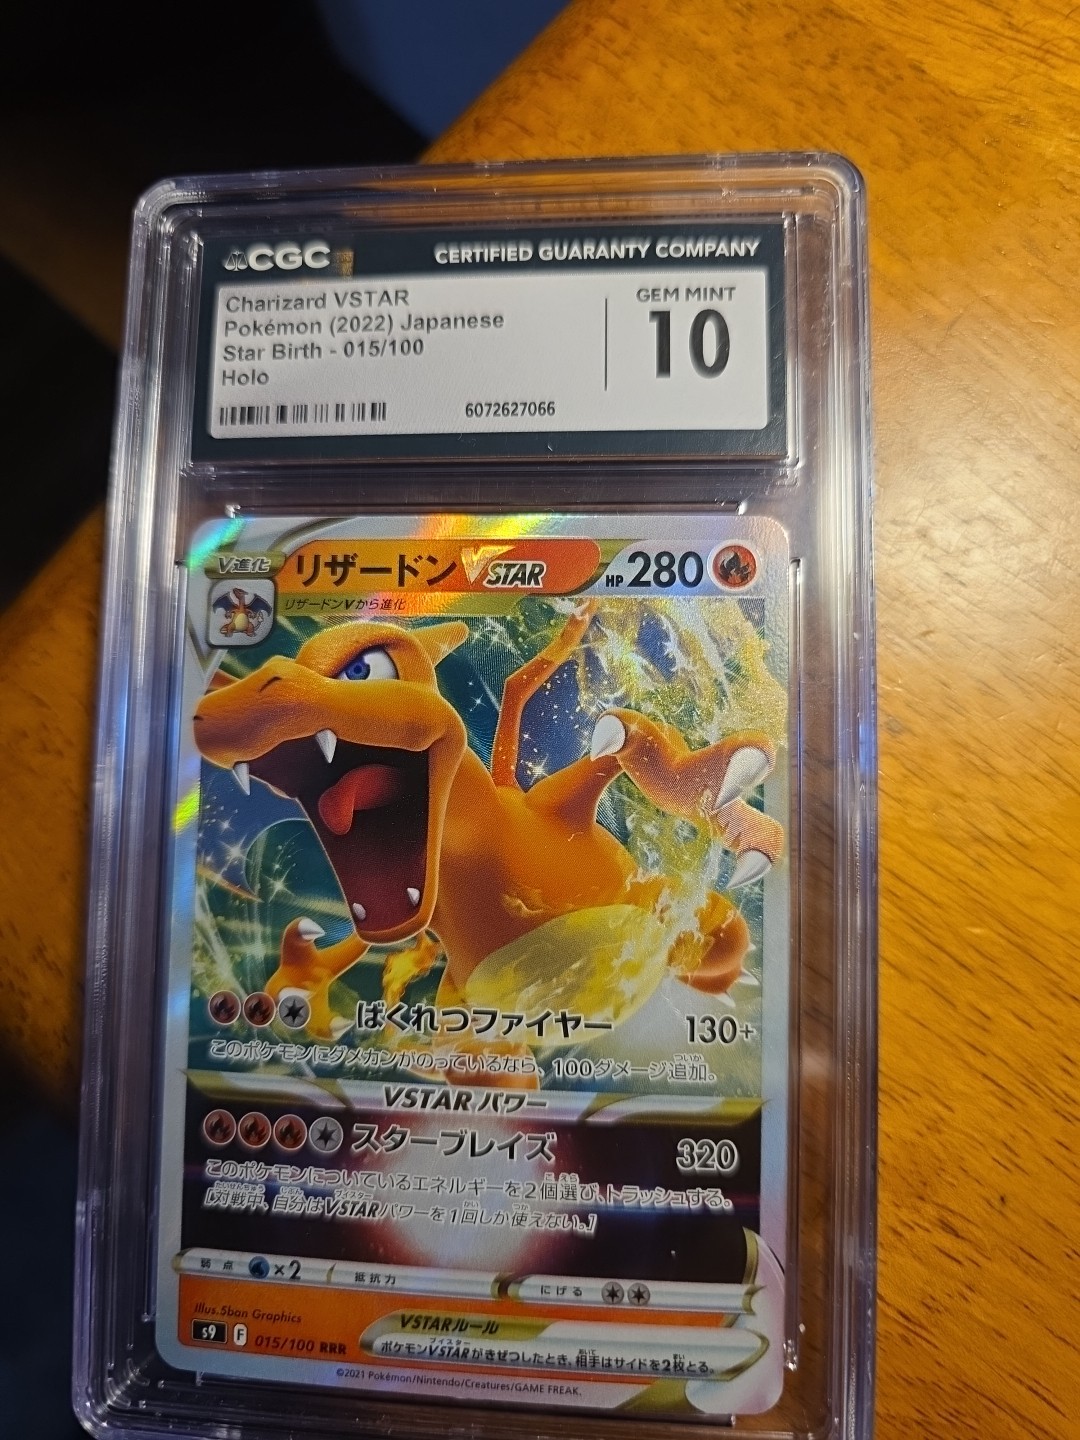 CGC
CERTIFIED GUARANTY COMPANY
Charizard VSTAR
Pokémon (2022) Japanese
Star Birth - 015/100
Holo
GEM MINT
10
6072627066
V進化
リザードンVSTAR
HP280
リザードンVから進化
ばくれつファイヤー 130+
このポケモンにダメカンがのっているなら、100ダメージ追加。
VSTARパワー
スターブレイズ 320
このポケモンについているエネルギーを2個選び、トラッシュする。
[対戦中、自分はVSTARパワーを1回しか使えない。]
弱点 ×2 抵抗力 にげる
Illus.5ban Graphics
s9 F 015/100 RRR
VSTARルール
ポケモンVSTARがきぜつしたとき、相手はサイドを2枚とる。
©2021 Pokémon/Nintendo/Creatures/GAME FREAK.